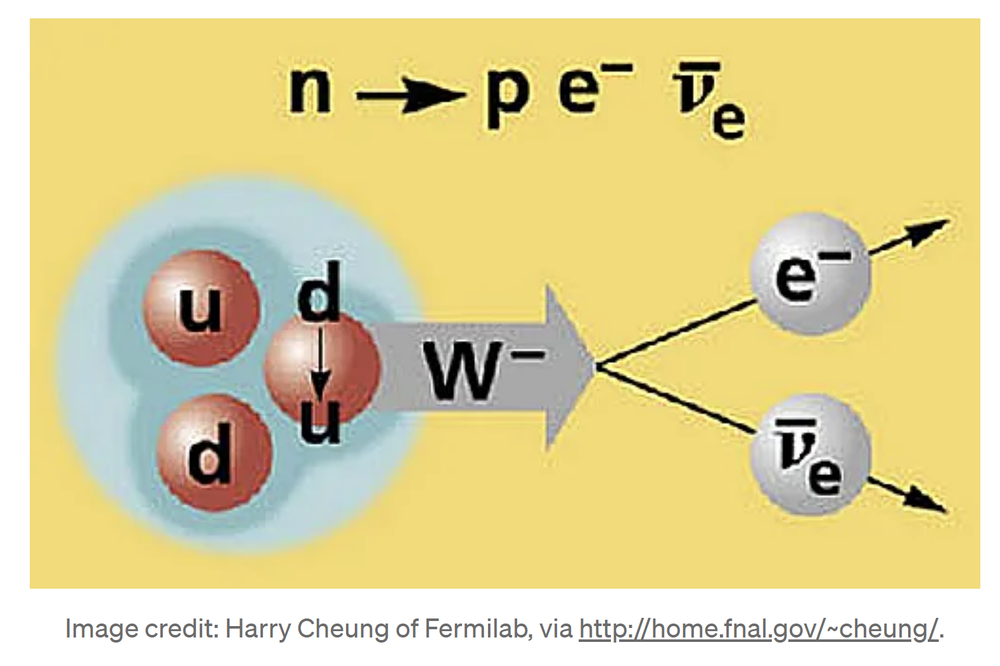 n → p e⁻ ν̅ₑ
d
u
e⁻
W⁻
u
d
ν̅ₑ
Image credit: Harry Cheung of Fermilab, via http://home.fnal.gov/~cheung/.